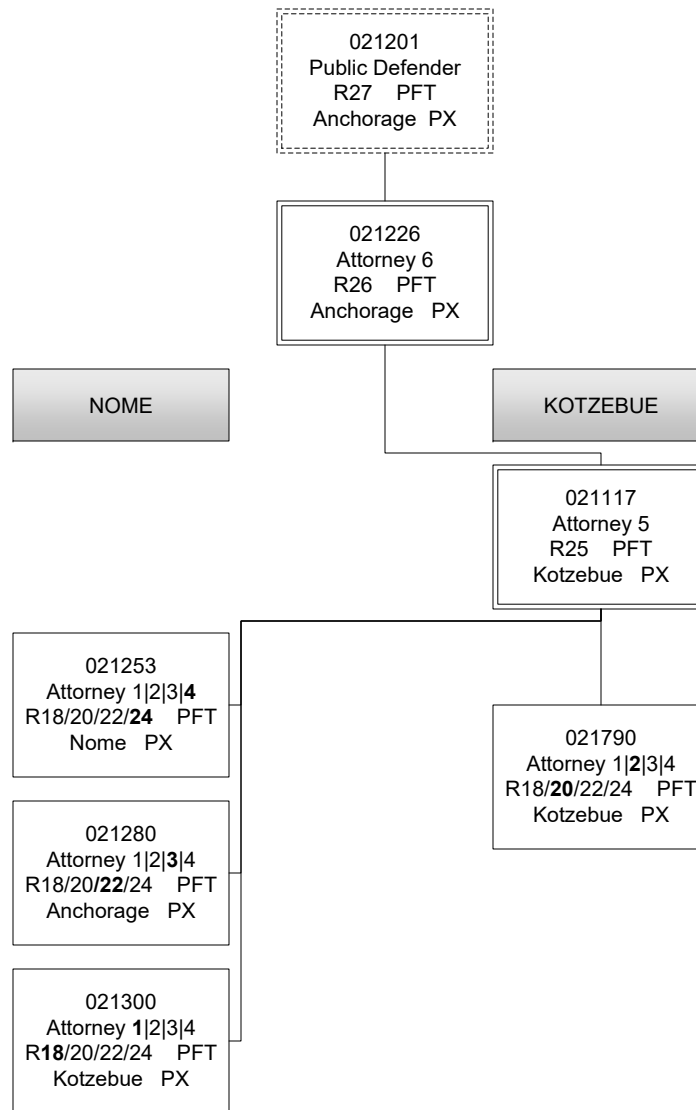 021201
Public Defender
R27 PFT
Anchorage PX
021226
Attorney 6
R26 PFT
Anchorage PX
NOME
KOTZEBUE
021117
Attorney 5
R25 PFT
Kotzebue PX
021253
Attorney 1|2|3|4
R18/20/22/24 PFT
Nome PX
021790
Attorney 1|2|3|4
R18/20/22/24 PFT
Kotzebue PX
021280
Attorney 1|2|3|4
R18/20/22/24 PFT
Anchorage PX
021300
Attorney 1|2|3|4
R18/20/22/24 PFT
Kotzebue PX